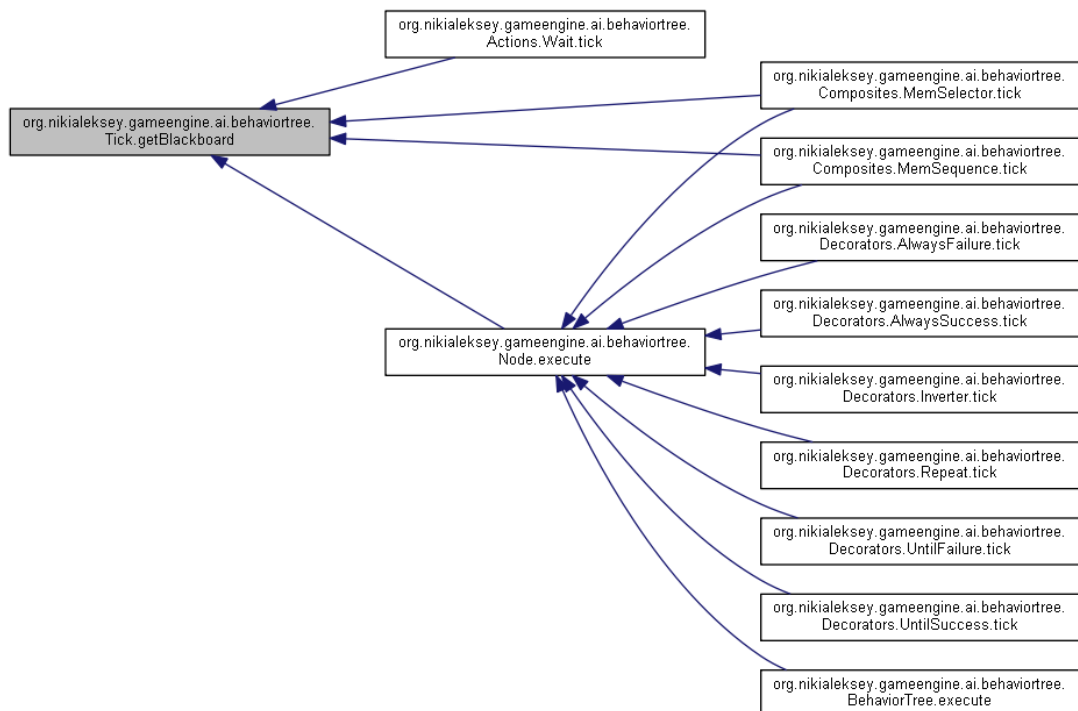 org.nikialeksey.gameengine.ai.behaviortree.
Actions.Wait.tick
org.nikialeksey.gameengine.ai.behaviortree.
Tick.getBlackboard
org.nikialeksey.gameengine.ai.behaviortree.
Composites.MemSelector.tick
org.nikialeksey.gameengine.ai.behaviortree.
Composites.MemSequence.tick
org.nikialeksey.gameengine.ai.behaviortree.
Decorators.AlwaysFailure.tick
org.nikialeksey.gameengine.ai.behaviortree.
Decorators.AlwaysSuccess.tick
org.nikialeksey.gameengine.ai.behaviortree.
Node.execute
org.nikialeksey.gameengine.ai.behaviortree.
Decorators.Inverter.tick
org.nikialeksey.gameengine.ai.behaviortree.
Decorators.Repeat.tick
org.nikialeksey.gameengine.ai.behaviortree.
Decorators.UntilFailure.tick
org.nikialeksey.gameengine.ai.behaviortree.
Decorators.UntilSuccess.tick
org.nikialeksey.gameengine.ai.behaviortree.
BehaviorTree.execute